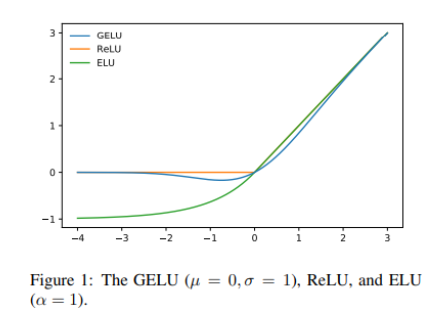 3
GELU
ReLU
ELU
2
1
0
−1
−4 −3 −2 −1 0 1 2 3
Figure 1: The GELU (μ = 0, σ = 1), ReLU, and ELU
(α = 1).